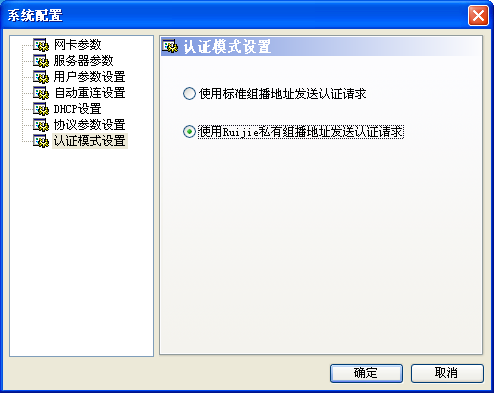 系统配置
网卡参数
服务器参数
用户参数设置
自动重连设置
DHCP设置
协议参数设置
认证模式设置
认证模式设置
使用标准组播地址发送认证请求
使用Ruijie私有组播地址发送认证请求
确定
取消